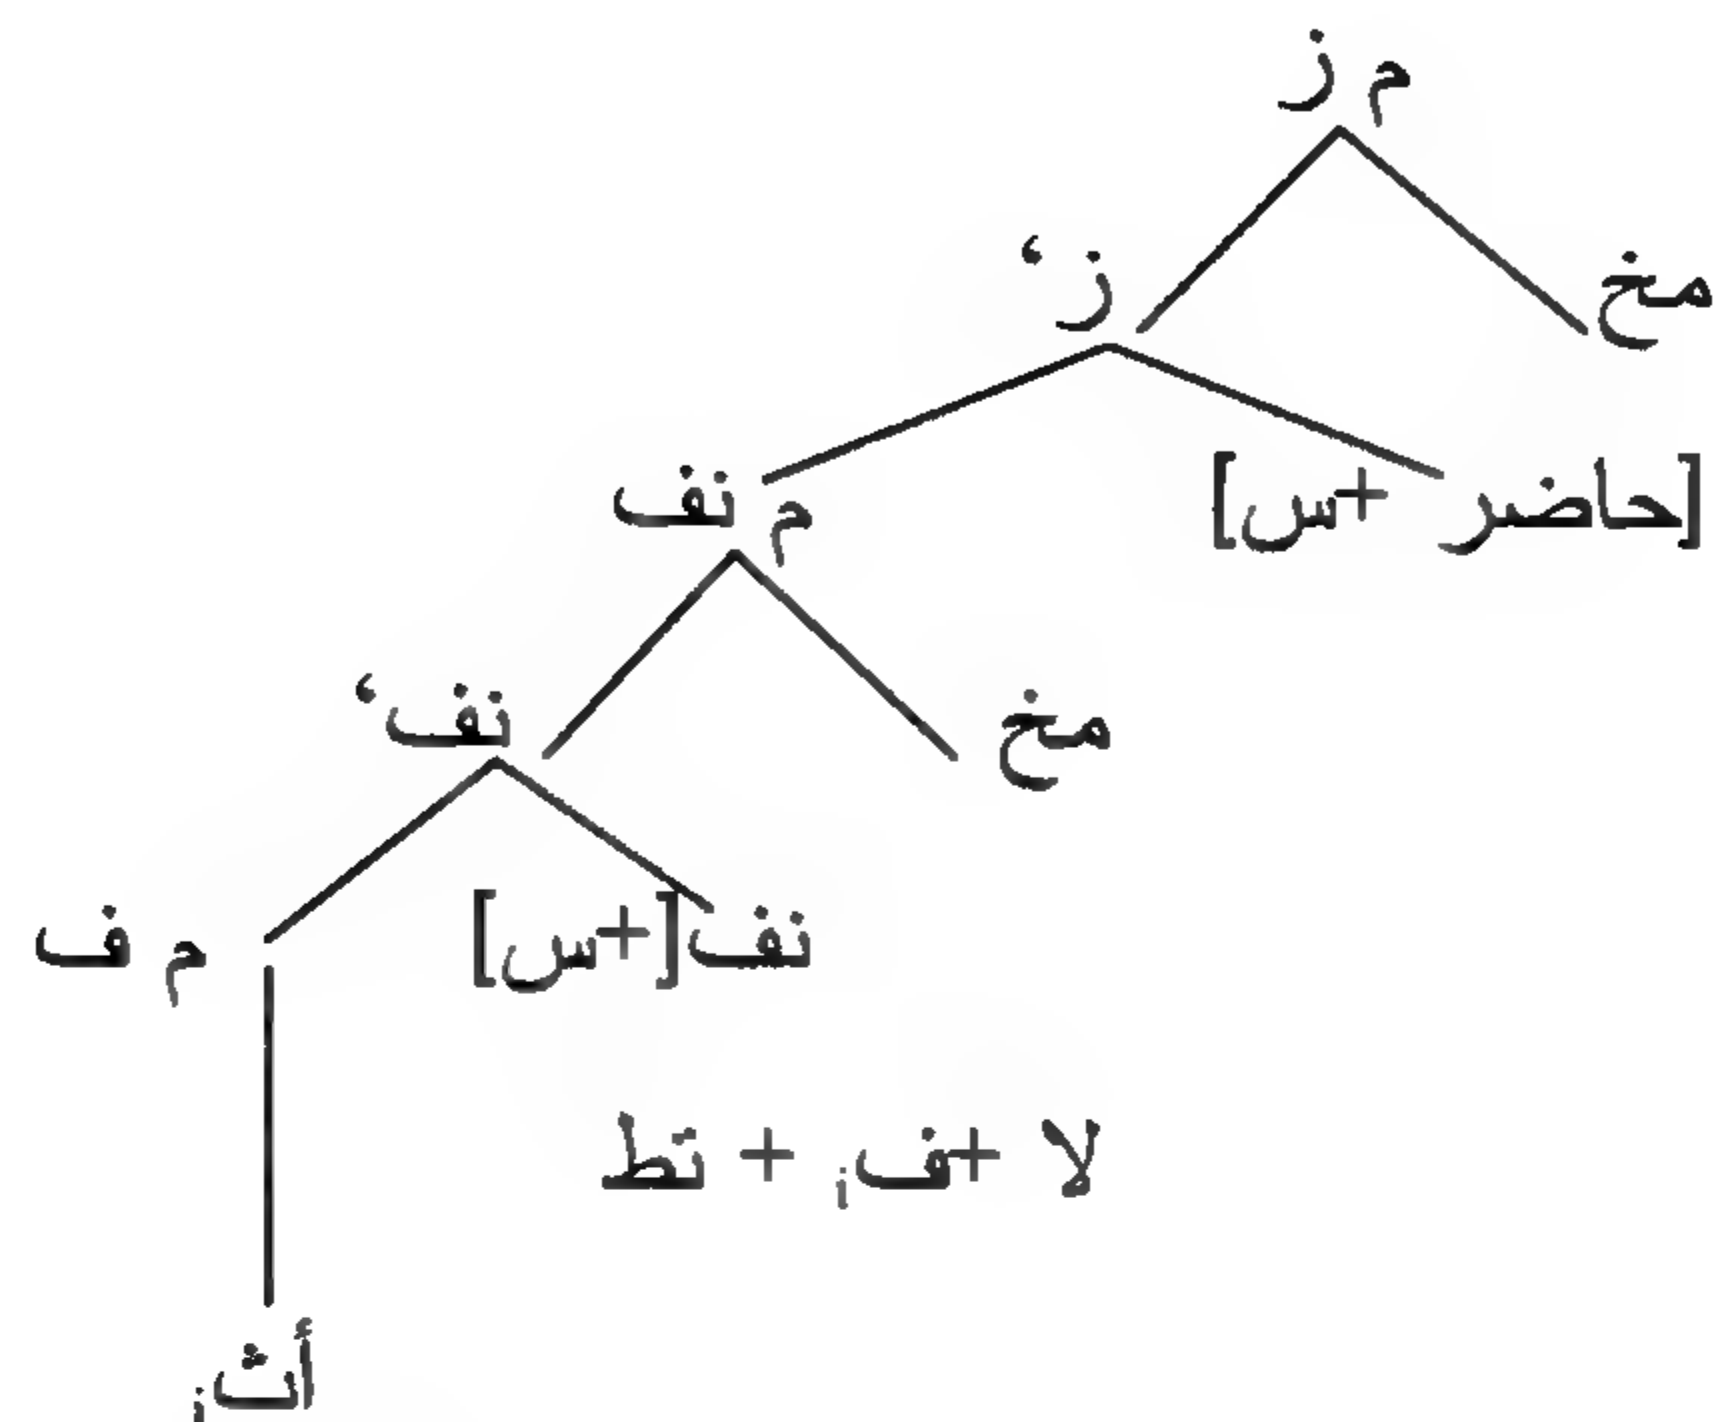 م ز
ز‘ مخ
م نف [حاضر +س]
نف‘ مخ
م ف نف[+س]
لا +فi + تط
أثi